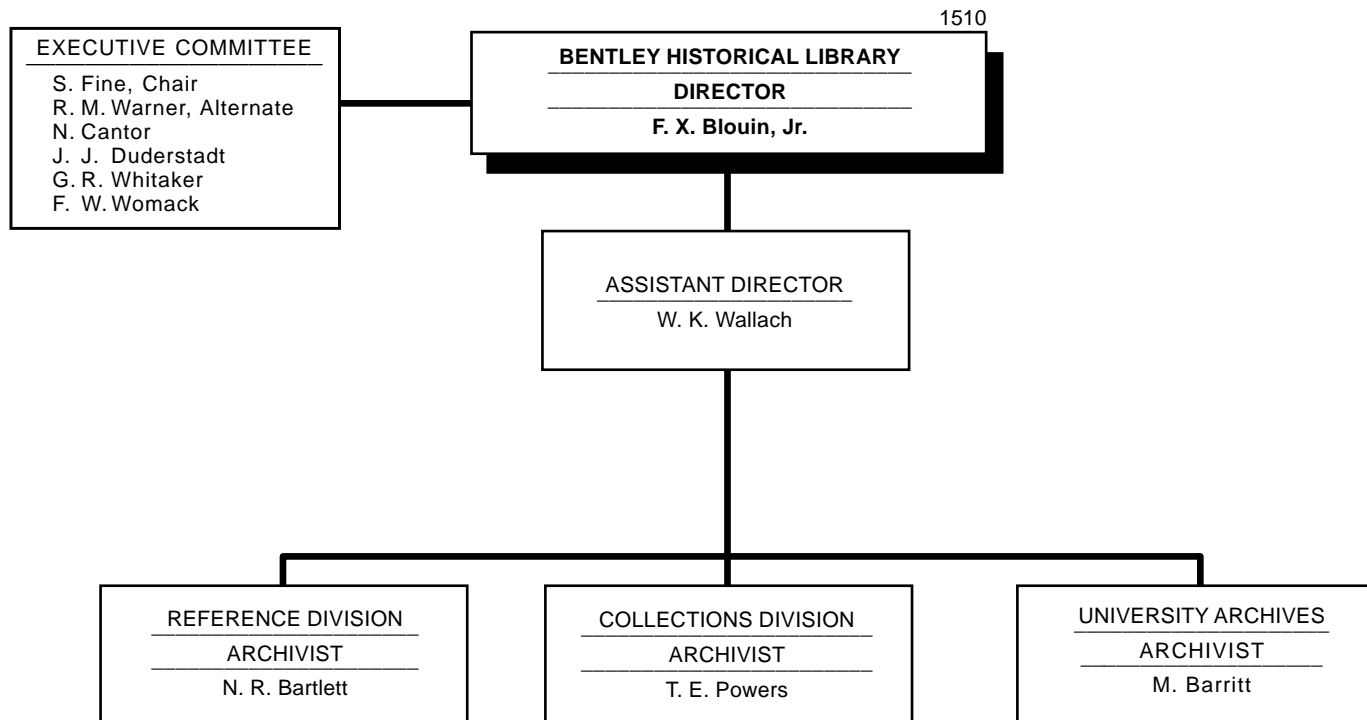 1510
EXECUTIVE COMMITTEE
S. Fine, Chair
R. M. Warner, Alternate
N. Cantor
J. J. Duderstadt
G. R. Whitaker
F. W. Womack
BENTLEY HISTORICAL LIBRARY
DIRECTOR
F. X. Blouin, Jr.
ASSISTANT DIRECTOR
W. K. Wallach
REFERENCE DIVISION
ARCHIVIST
N. R. Bartlett
COLLECTIONS DIVISION
ARCHIVIST
T. E. Powers
UNIVERSITY ARCHIVES
ARCHIVIST
M. Barritt